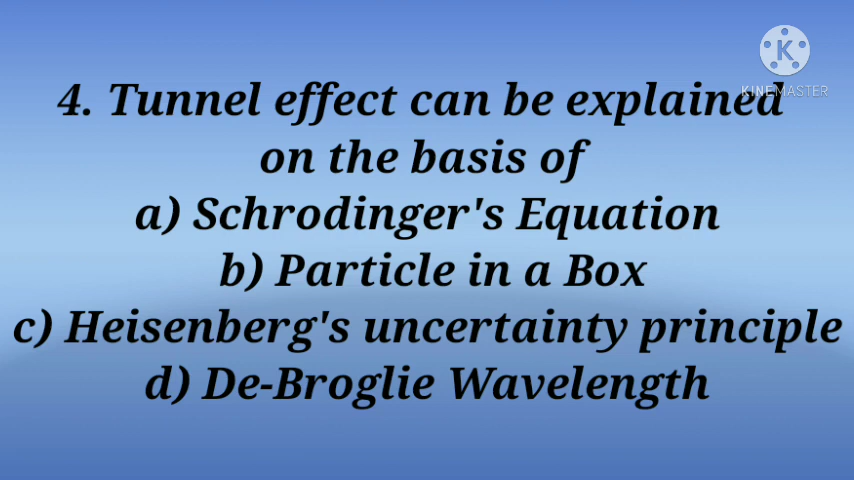 KINEMASTER
4. Tunnel effect can be explained
on the basis of
a) Schrodinger's Equation
b) Particle in a Box
c) Heisenberg's uncertainty principle
d) De-Broglie Wavelength